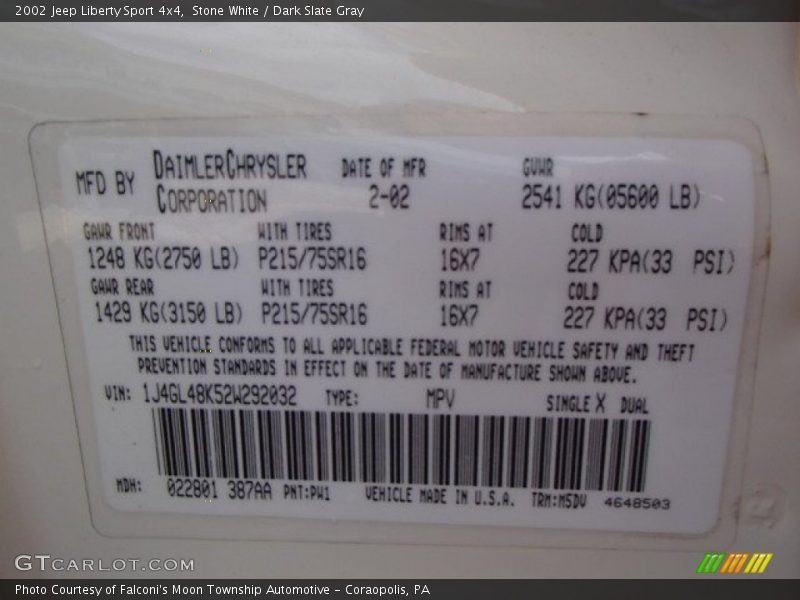 2002 Jeep Liberty Sport 4x4, Stone White / Dark Slate Gray
MFD BY DAIMLERCHRYSLER CORPORATION DATE OF MFR 2-02 GVWR 2541 KG(05600 LB)
GAWR FRONT WITH TIRES RIMS AT COLD
1248 KG(2750 LB) P215/75SR16 16X7 227 KPA(33 PSI)
GAWR REAR WITH TIRES RIMS AT COLD
1429 KG(3150 LB) P215/75SR16 16X7 227 KPA(33 PSI)
THIS VEHICLE CONFORMS TO ALL APPLICABLE FEDERAL MOTOR VEHICLE SAFETY AND THEFT
PREVENTION STANDARDS IN EFFECT ON THE DATE OF MANUFACTURE SHOWN ABOVE.
VIN: 1J4GL48K52W292032 TYPE: MPV SINGLE X DUAL
MDH: 022801 387AA PNT:PW1 VEHICLE MADE IN U.S.A. TRM:M5DV 4648503
GTCARLOT.COM
Photo Courtesy of Falconi's Moon Township Automotive – Coraopolis, PA